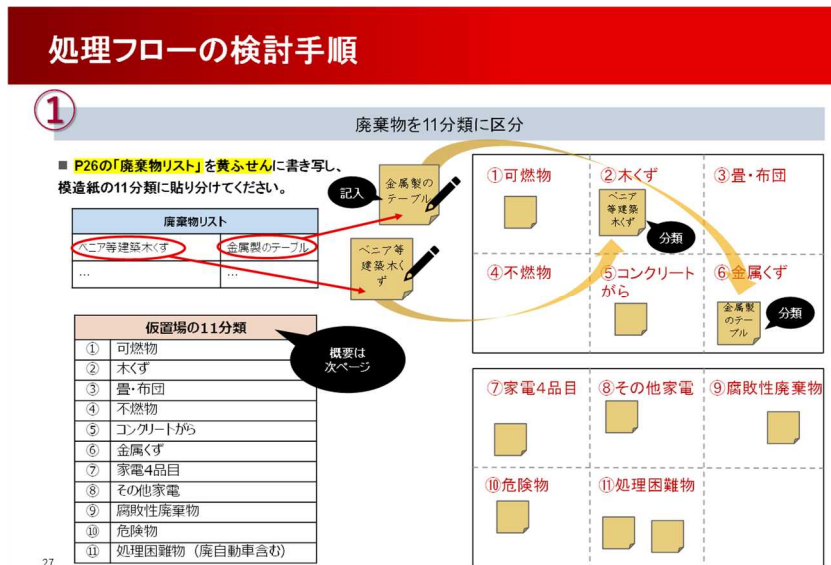 処理フローの検討手順
①
廃棄物を11分類に区分
■ P26の「廃棄物リスト」を黄ふせんに書き写し、
模造紙の11分類に貼り分けてください。
廃棄物リスト
ベニア等建築木くず 金属製のテーブル
… …
記入
金属製の
テーブル
ベニア等
建築木く
ず
仮置場の11分類
① 可燃物
② 木くず
③ 畳・布団
④ 不燃物
⑤ コンクリートがら
⑥ 金属くず
⑦ 家電4品目
⑧ その他家電
⑨ 腐敗性廃棄物
⑩ 危険物
⑪ 処理困難物（廃自動車含む）
概要は
次ページ
①可燃物 ②木くず ③畳・布団
ベニア
等建築
木くず
分類
④不燃物 ⑤コンクリート ⑥金属くず
がら
金属製
のテー
ブル
分類
⑦家電4品目 ⑧その他家電 ⑨腐敗性廃棄物
⑩危険物 ⑪処理困難物
27